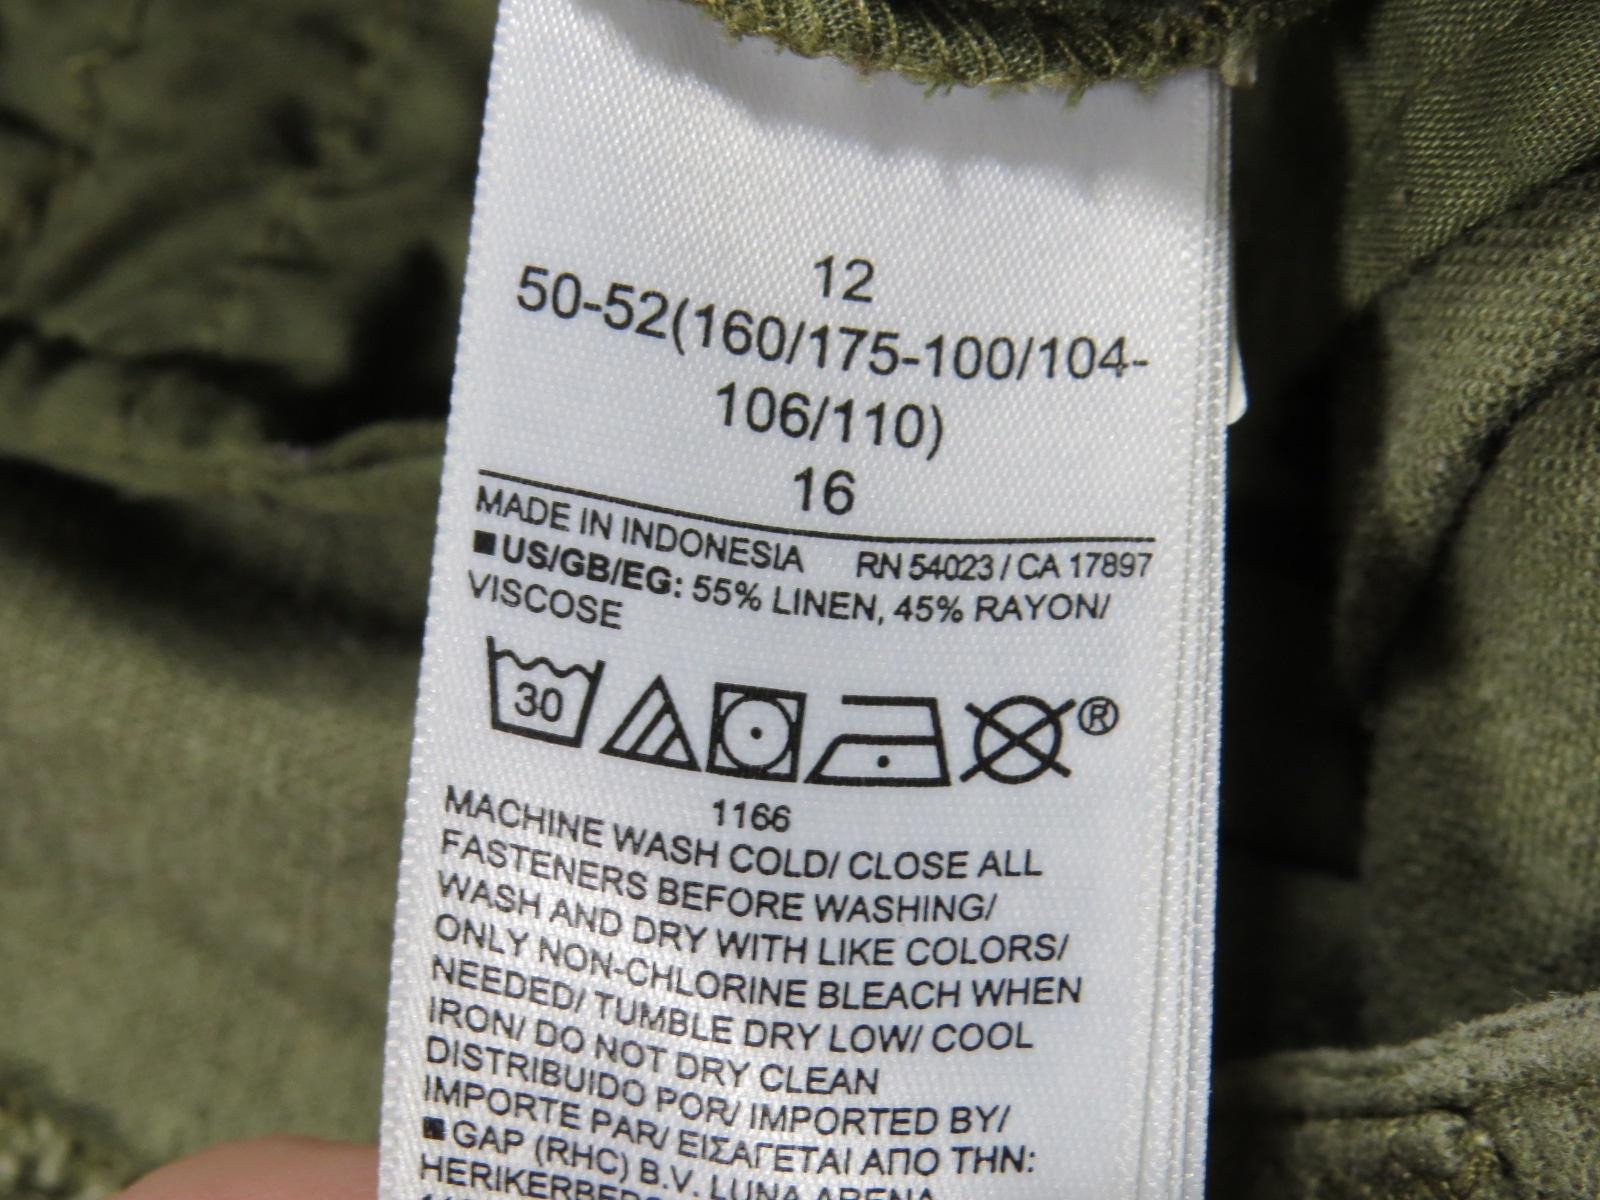 12
50-52(160/175-100/104-
106/110)
16
MADE IN INDONESIA RN 54023 / CA 17897
■ US/GB/EG: 55% LINEN, 45% RAYON/
VISCOSE
30 ®
1166
MACHINE WASH COLD/ CLOSE ALL
FASTENERS BEFORE WASHING/
WASH AND DRY WITH LIKE COLORS/
ONLY NON-CHLORINE BLEACH WHEN
NEEDED/ TUMBLE DRY LOW/ COOL
IRON/ DO NOT DRY CLEAN
DISTRIBUIDO POR/ IMPORTED BY/
IMPORTE PAR/ ΕΙΣΑΓΕΤΑΙ ΑΠΟ ΤΗΝ:
■ GAP (RHC) B.V. LUNA ARENA